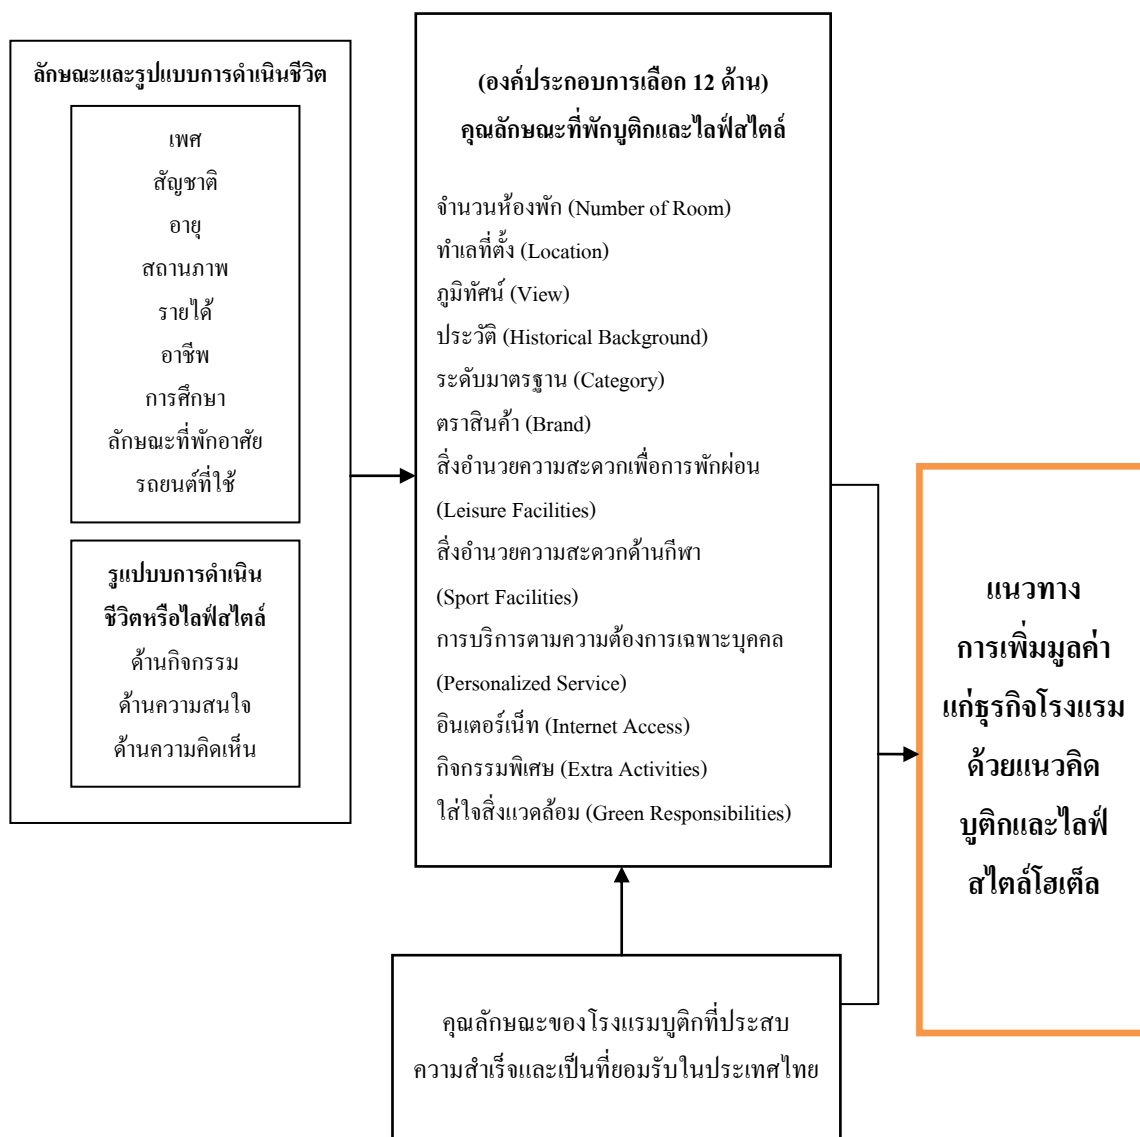 ลักษณะและรูปแบบการดำเนินชีวิต
เพศ
สัญชาติ
อายุ
สถานภาพ
รายได้
อาชีพ
การศึกษา
ลักษณะที่พักอาศัย
รถยนต์ที่ใช้
รูแปบบการดำเนิน
ชีวิตหรือไลฟ์สไตล์
ด้านกิจกรรม
ด้านความสนใจ
ด้านความคิดเห็น
(องค์ประกอบการเลือก 12 ด้าน)
คุณลักษณะที่พักบูติกและไลฟ์สไตล์
จำนวนห้องพัก (Number of Room)
ทำเลที่ตั้ง (Location)
ภูมิทัศน์ (View)
ประวัติ (Historical Background)
ระดับมาตรฐาน (Category)
ตราสินค้า (Brand)
สิ่งอำนวยความสะดวกเพื่อการพักผ่อน
(Leisure Facilities)
สิ่งอำนวยความสะดวกด้านกีฬา
(Sport Facilities)
การบริการตามความต้องการเฉพาะบุคคล
(Personalized Service)
อินเตอร์เน็ท (Internet Access)
กิจกรรมพิเศษ (Extra Activities)
ใส่ใจสิ่งแวดล้อม (Green Responsibilities)
คุณลักษณะของโรงแรมบูติกที่ประสบ
ความสำเร็จและเป็นที่ยอมรับในประเทศไทย
แนวทาง
การเพิ่มมูลค่า
แก่ธุรกิจโรงแรม
ด้วยแนวคิด
บูติกและไลฟ์
สไตล์โฮเต็ล